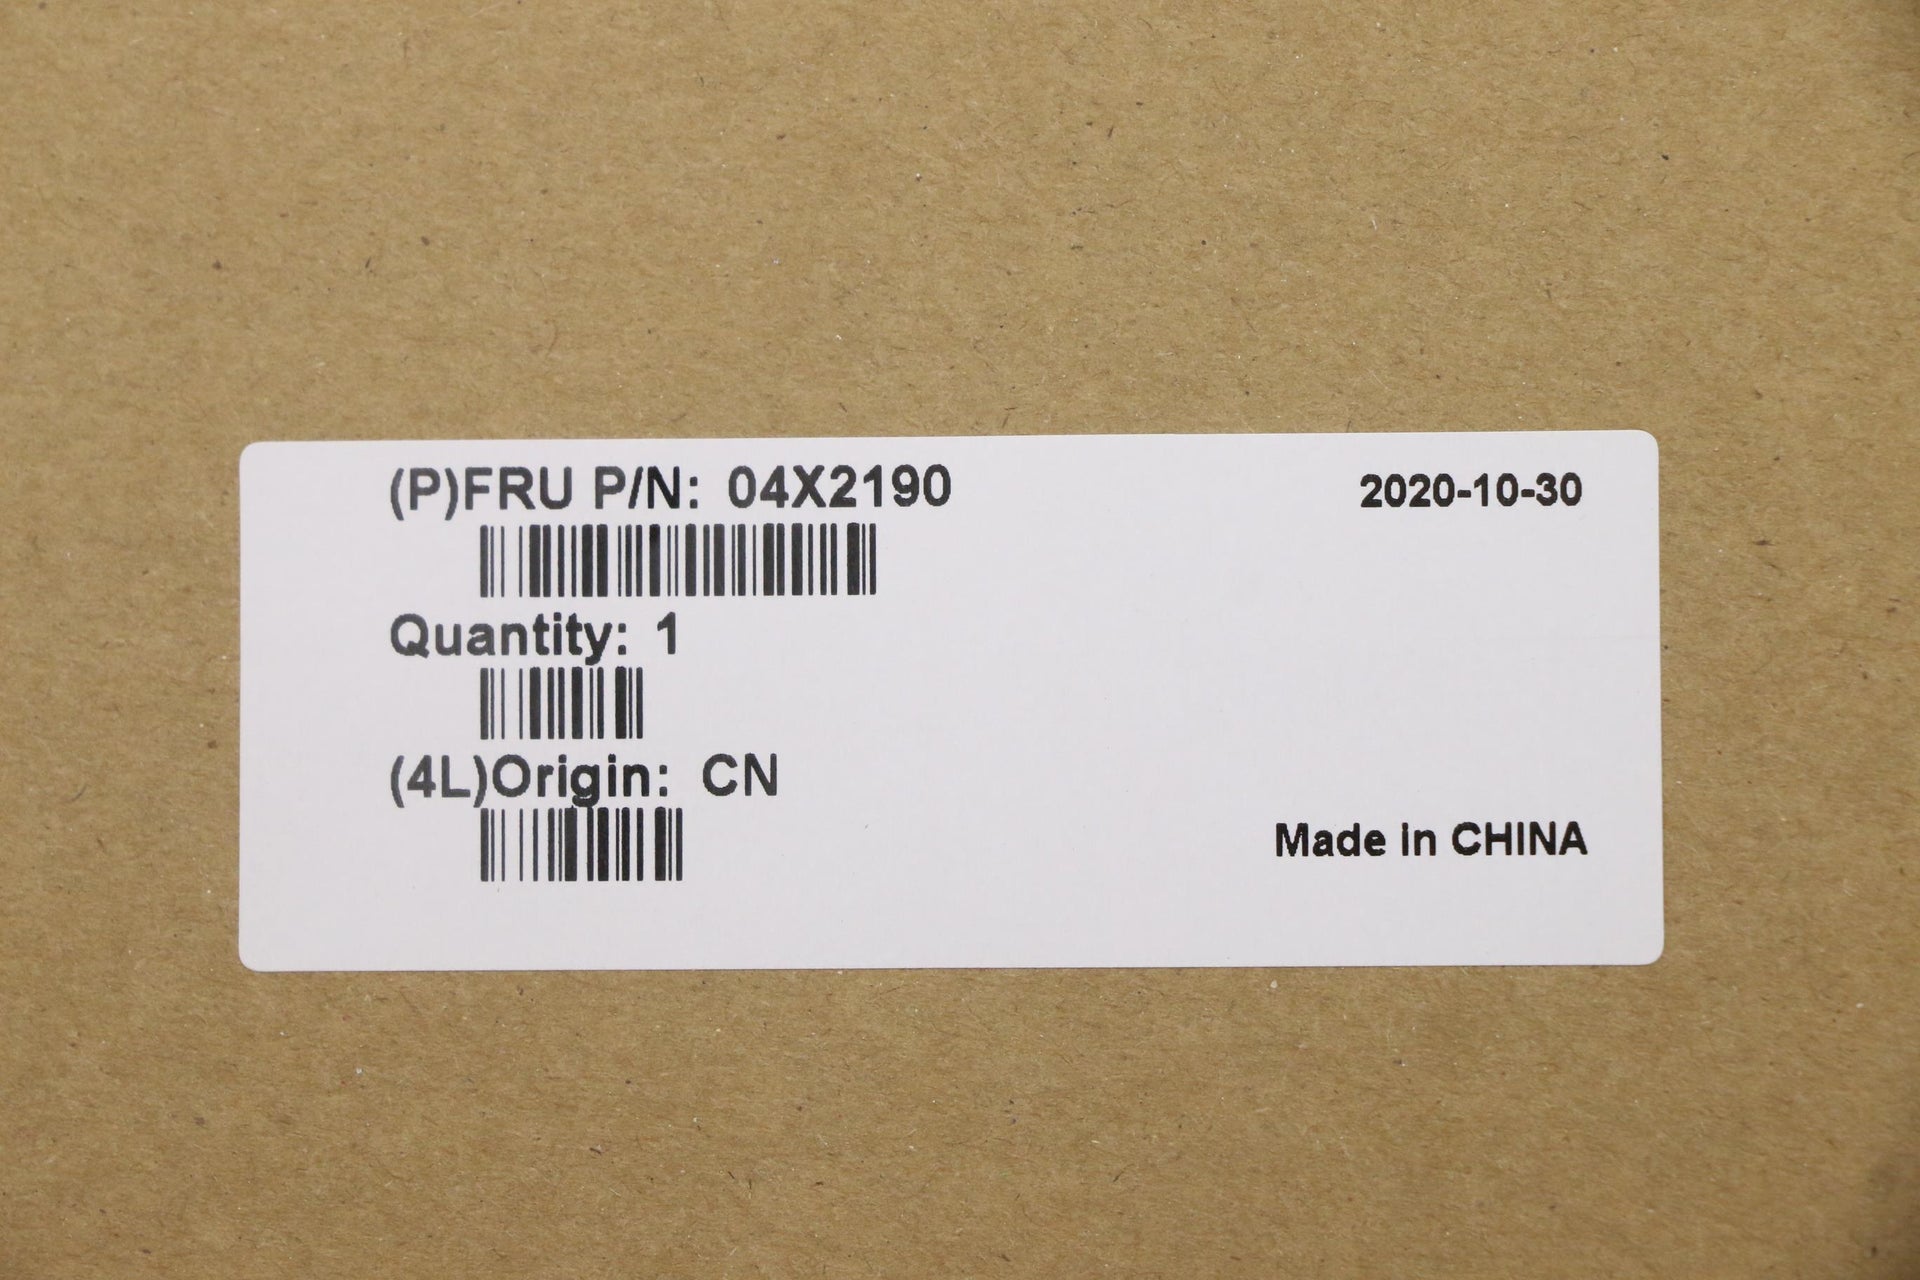 (P)FRU P/N: 04X2190
2020-10-30
Quantity: 1
(4L)Origin: CN
Made in CHINA